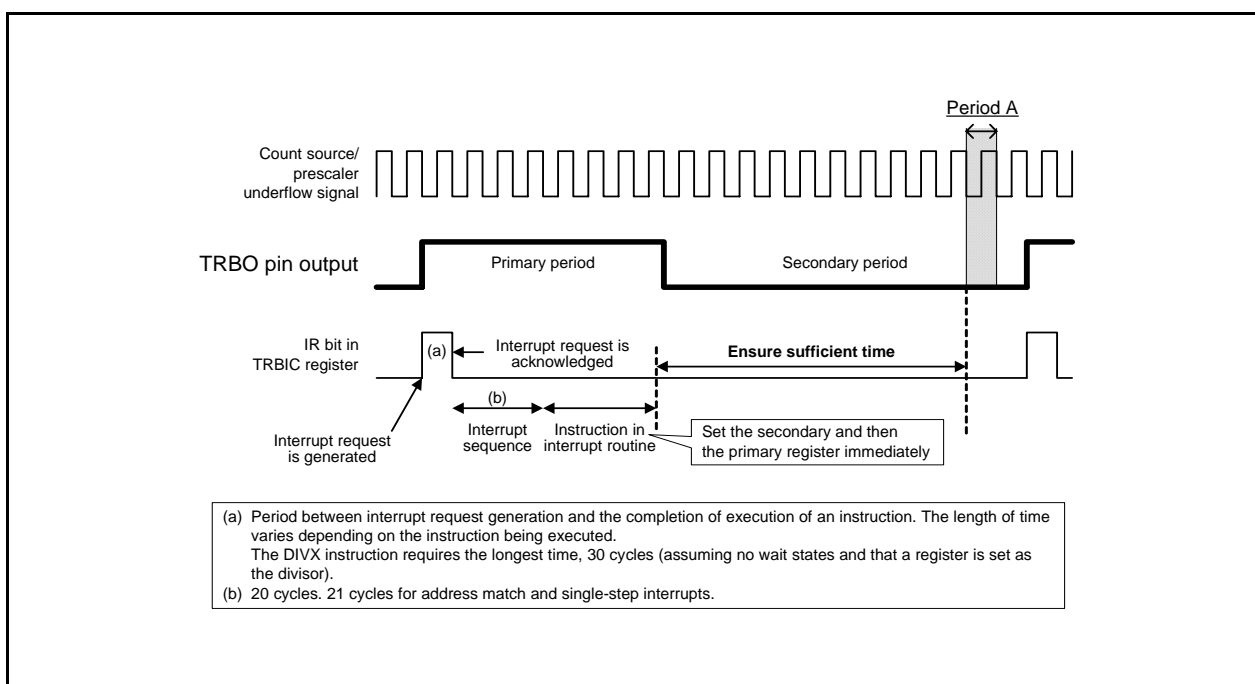 Period A
Count source/
prescaler
underflow signal
TRBO pin output
Primary period
Secondary period
IR bit in
TRBIC register
(a)
Interrupt request is
acknowledged
Ensure sufficient time
(b)
Interrupt request
is generated
Interrupt
sequence
Instruction in
interrupt routine
Set the secondary and then
the primary register immediately
(a) Period between interrupt request generation and the completion of execution of an instruction. The length of time
varies depending on the instruction being executed.
The DIVX instruction requires the longest time, 30 cycles (assuming no wait states and that a register is set as
the divisor).
(b) 20 cycles. 21 cycles for address match and single-step interrupts.